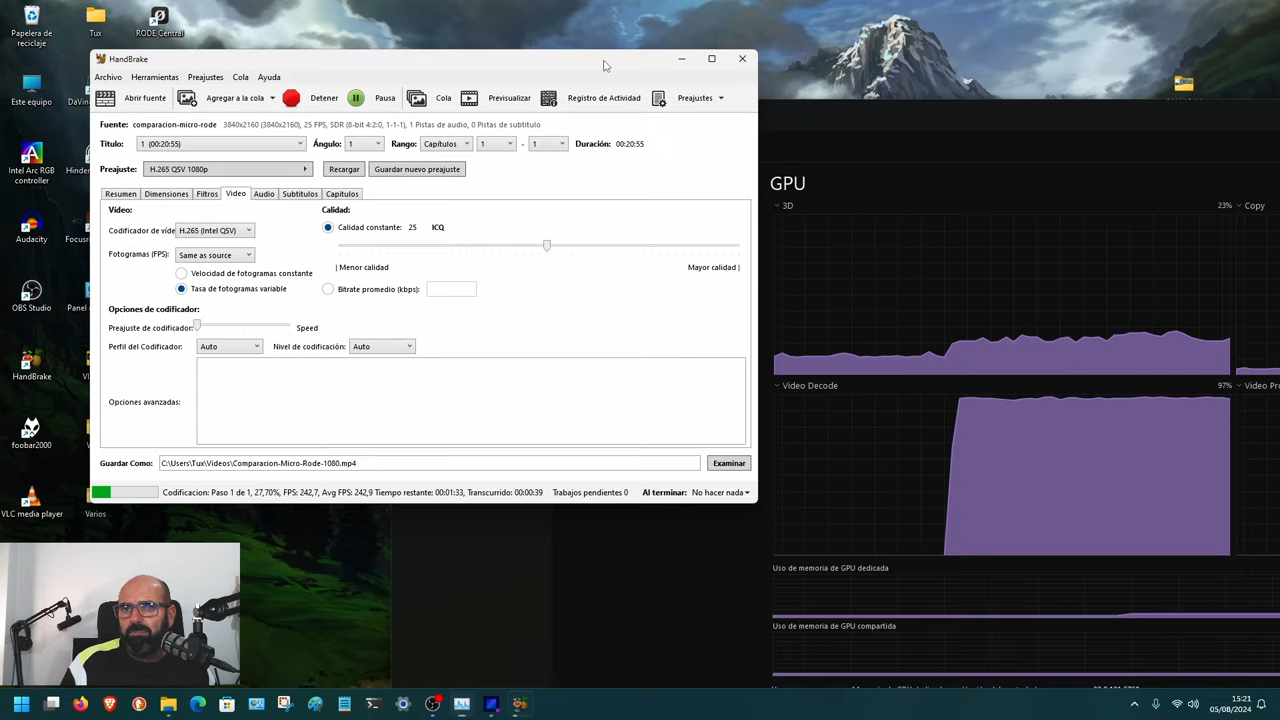 Papelera de
reciclaje
Tux
RODE Central
Este equipo
Intel Arc RGB
controller
Audacity
OBS Studio
HandBrake
foobar2000
VLC media player
Varios
HandBrake
Archivo Herramientas Preajustes Cola Ayuda
Abrir fuente Agregar a la cola Detener Pausa Cola Previsualizar Registro de Actividad Preajustes
Fuente: comparacion-micro-rode 3840x2160 (3840x2160), 25 FPS, SDR (8-bit 4:2:0, 1-1-1), 1 Pistas de audio, 0 Pistas de subtitulo
Titulo: 1 (00:20:55) Ángulo: 1 Rango: Capítulos 1 - 1 Duración: 00:20:55
Preajuste: H.265 QSV 1080p Recargar Guardar nuevo preajuste
Resumen Dimensiones Filtros Video Audio Subtitulos Capitulos
Vídeo: Calidad:
Codificador de víde H.265 (Intel QSV) Calidad constante: 25 ICQ
Fotogramas (FPS): Same as source
| Menor calidad Mayor calidad |
Velocidad de fotogramas constante
Tasa de fotogramas variable Bitrate promedio (kbps):
Opciones de codificador:
Preajuste de codificador: Speed
Perfil del Codificador: Auto Nivel de codificación: Auto
Opciones avanzadas:
Guardar Como: C:\Users\Tux\Videos\Comparacion-Micro-Rode-1080.mp4 Examinar
Codificacion: Paso 1 de 1, 27,70%, FPS: 242,7, Avg FPS: 242,9 Tiempo restante: 00:01:33, Transcurrido: 00:00:39 Trabajos pendientes 0 Al terminar: No hacer nada
GPU
3D 23% Copy
Video Decode 97% Video Pr
Uso de memoria de GPU dedicada
Uso de memoria de GPU compartida
15:21
05/08/2024